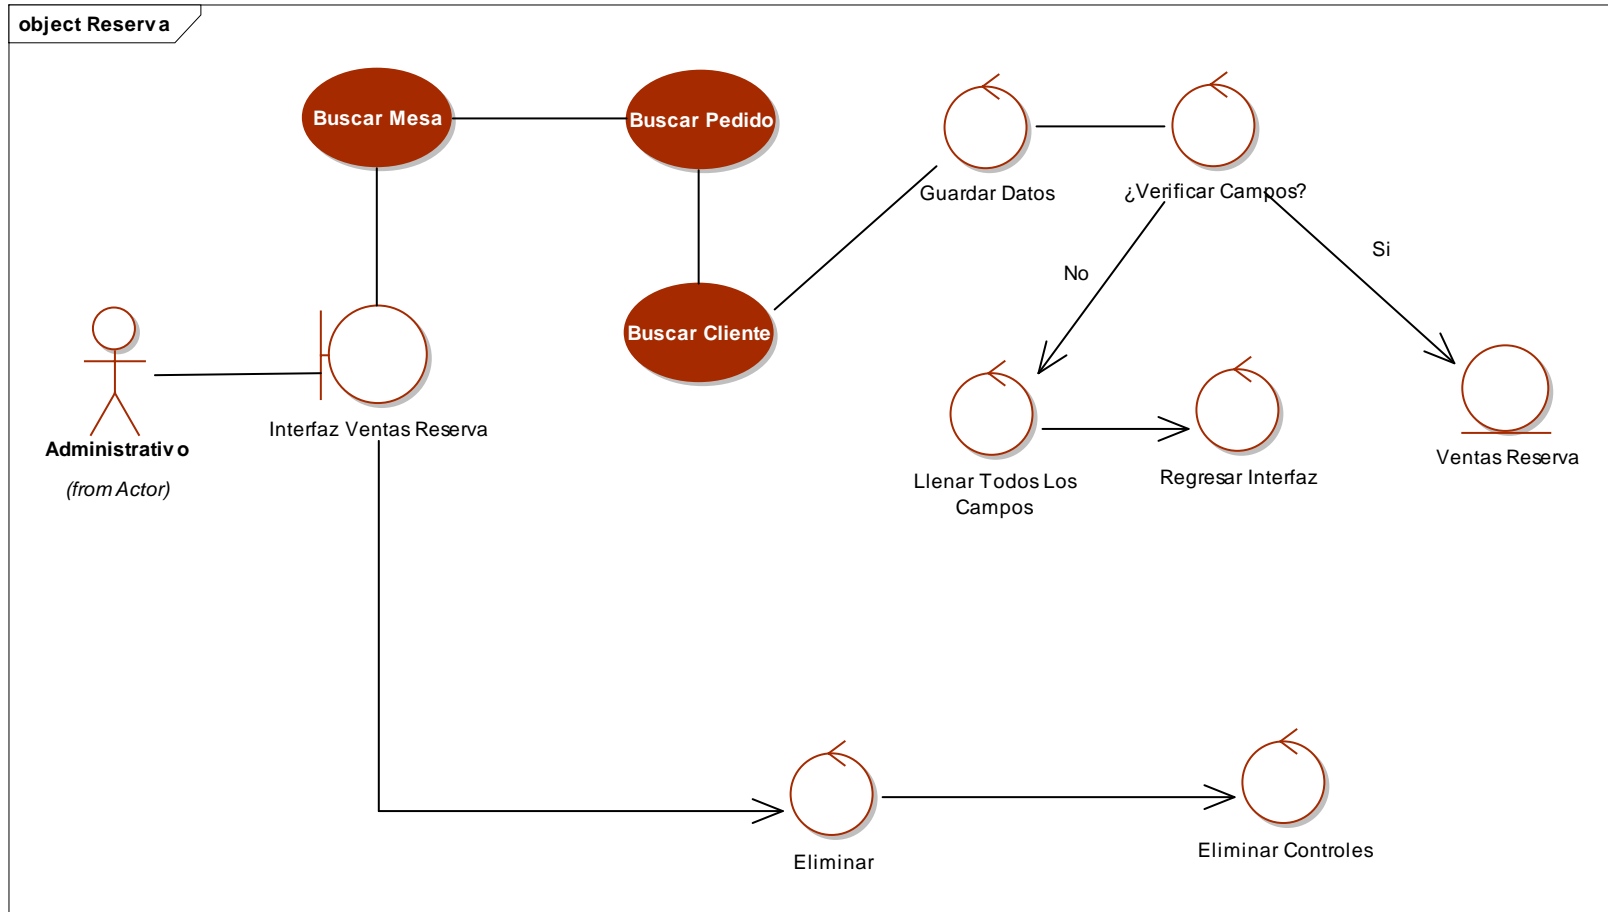 object Reserva
Buscar Mesa
Buscar Pedido
Guardar Datos
¿Verificar Campos?
Si
No
Buscar Cliente
Administrativo
(from Actor)
Interfaz Ventas Reserva
Llenar Todos Los
Campos
Regresar Interfaz
Ventas Reserva
Eliminar
Eliminar Controles